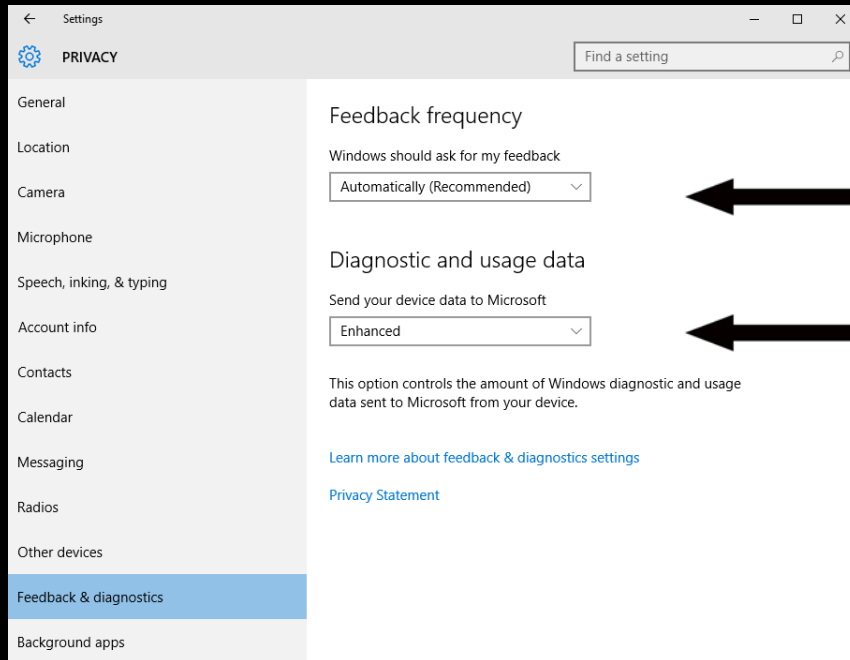 Settings
PRIVACY
Find a setting
General
Location
Camera
Microphone
Speech, inking, & typing
Account info
Contacts
Calendar
Messaging
Radios
Other devices
Feedback & diagnostics
Background apps
Feedback frequency
Windows should ask for my feedback
Automatically (Recommended)
Diagnostic and usage data
Send your device data to Microsoft
Enhanced
This option controls the amount of Windows diagnostic and usage
data sent to Microsoft from your device.
Learn more about feedback & diagnostics settings
Privacy Statement